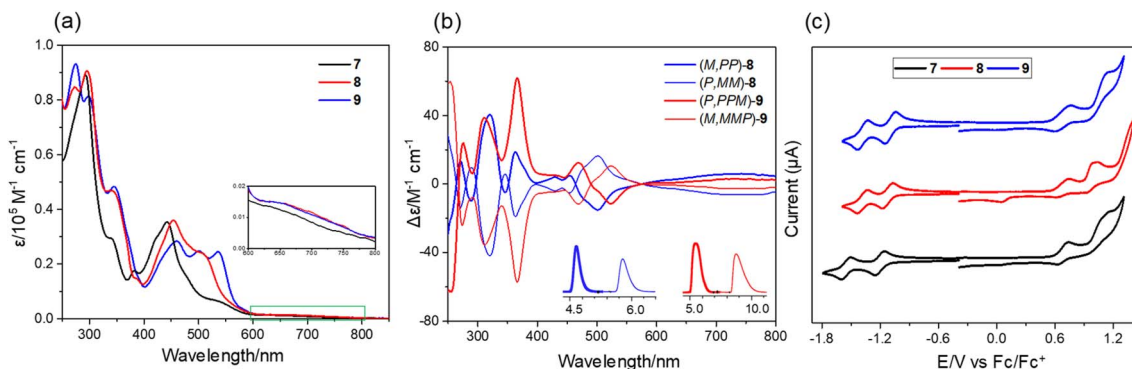 (a)
ε/10⁵ M⁻¹ cm⁻¹
1.0
0.8
0.6
0.4
0.2
0.0
7
8
9
0.02
0.01
0.00
600
650
700
750
800
300 400 500 600 700 800
Wavelength/nm
(b)
Δε/M⁻¹ cm⁻¹
80
40
0
-40
-80
(M,PP)-8
(P,MM)-8
(P,PPM)-9
(M,MMP)-9
4.5 6.0
5.0 10.0
300 400 500 600 700 800
Wavelength/nm
(c)
7 8 9
Current (μA)
-1.8 -1.2 -0.6 0.0 0.6 1.2
E/V vs Fc/Fc⁺